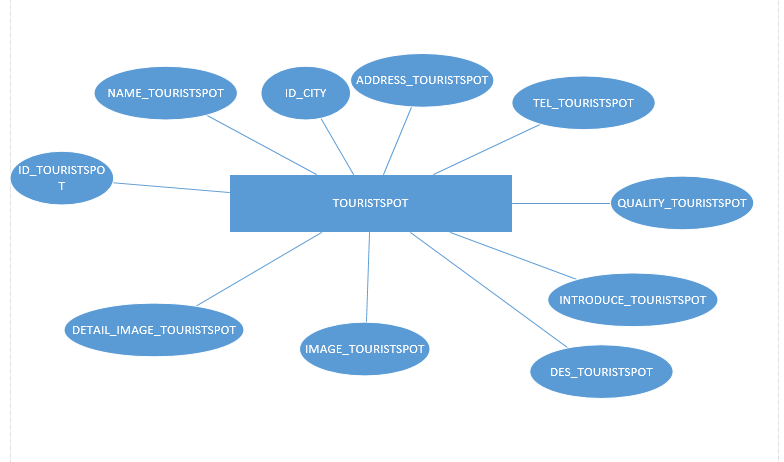 ADDRESS_TOURISTSPOT
NAME_TOURISTSPOT
ID_CITY
TEL_TOURISTSPOT
ID_TOURISTSPO
T
TOURISTSPOT
QUALITY_TOURISTSPOT
INTRODUCE_TOURISTSPOT
DETAIL_IMAGE_TOURISTSPOT
IMAGE_TOURISTSPOT
DES_TOURISTSPOT